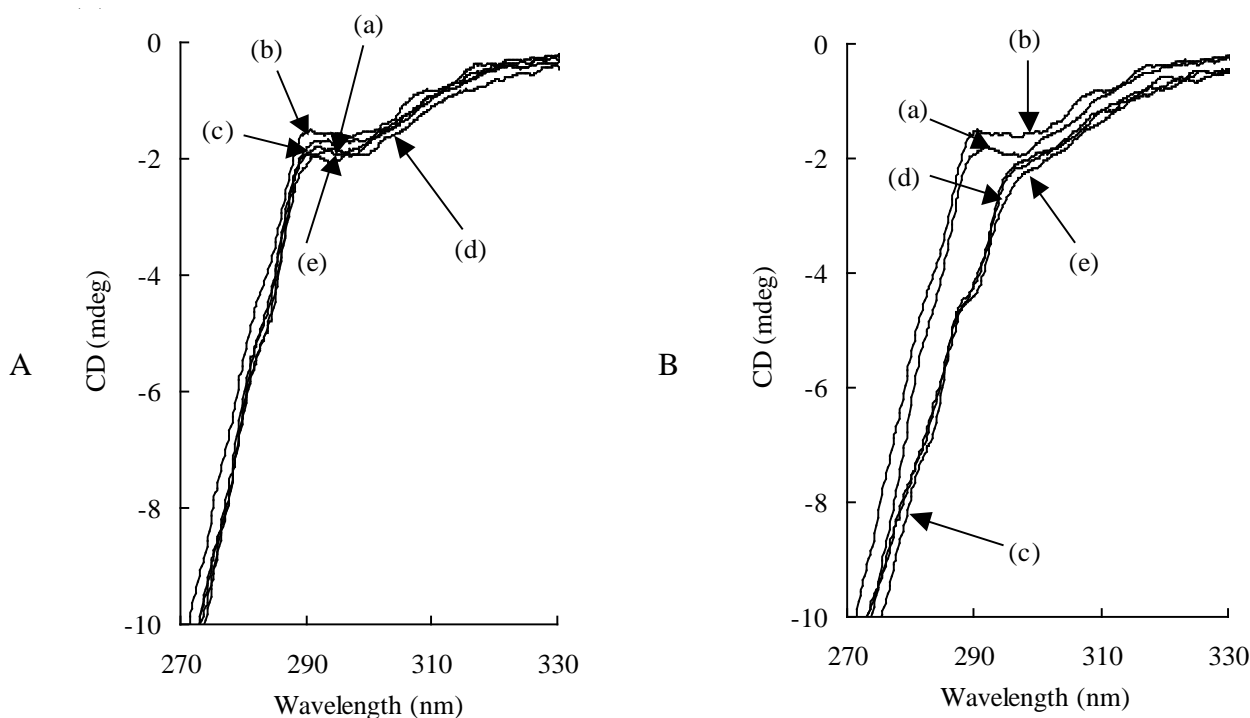 A
CD (mdeg)
0
-2
-4
-6
-8
-10
(a)
(b)
(c)
(d)
(e)
270 290 310 330
Wavelength (nm)
B
CD (mdeg)
0
-2
-4
-6
-8
-10
(b)
(a)
(d)
(e)
(c)
270 290 310 330
Wavelength (nm)